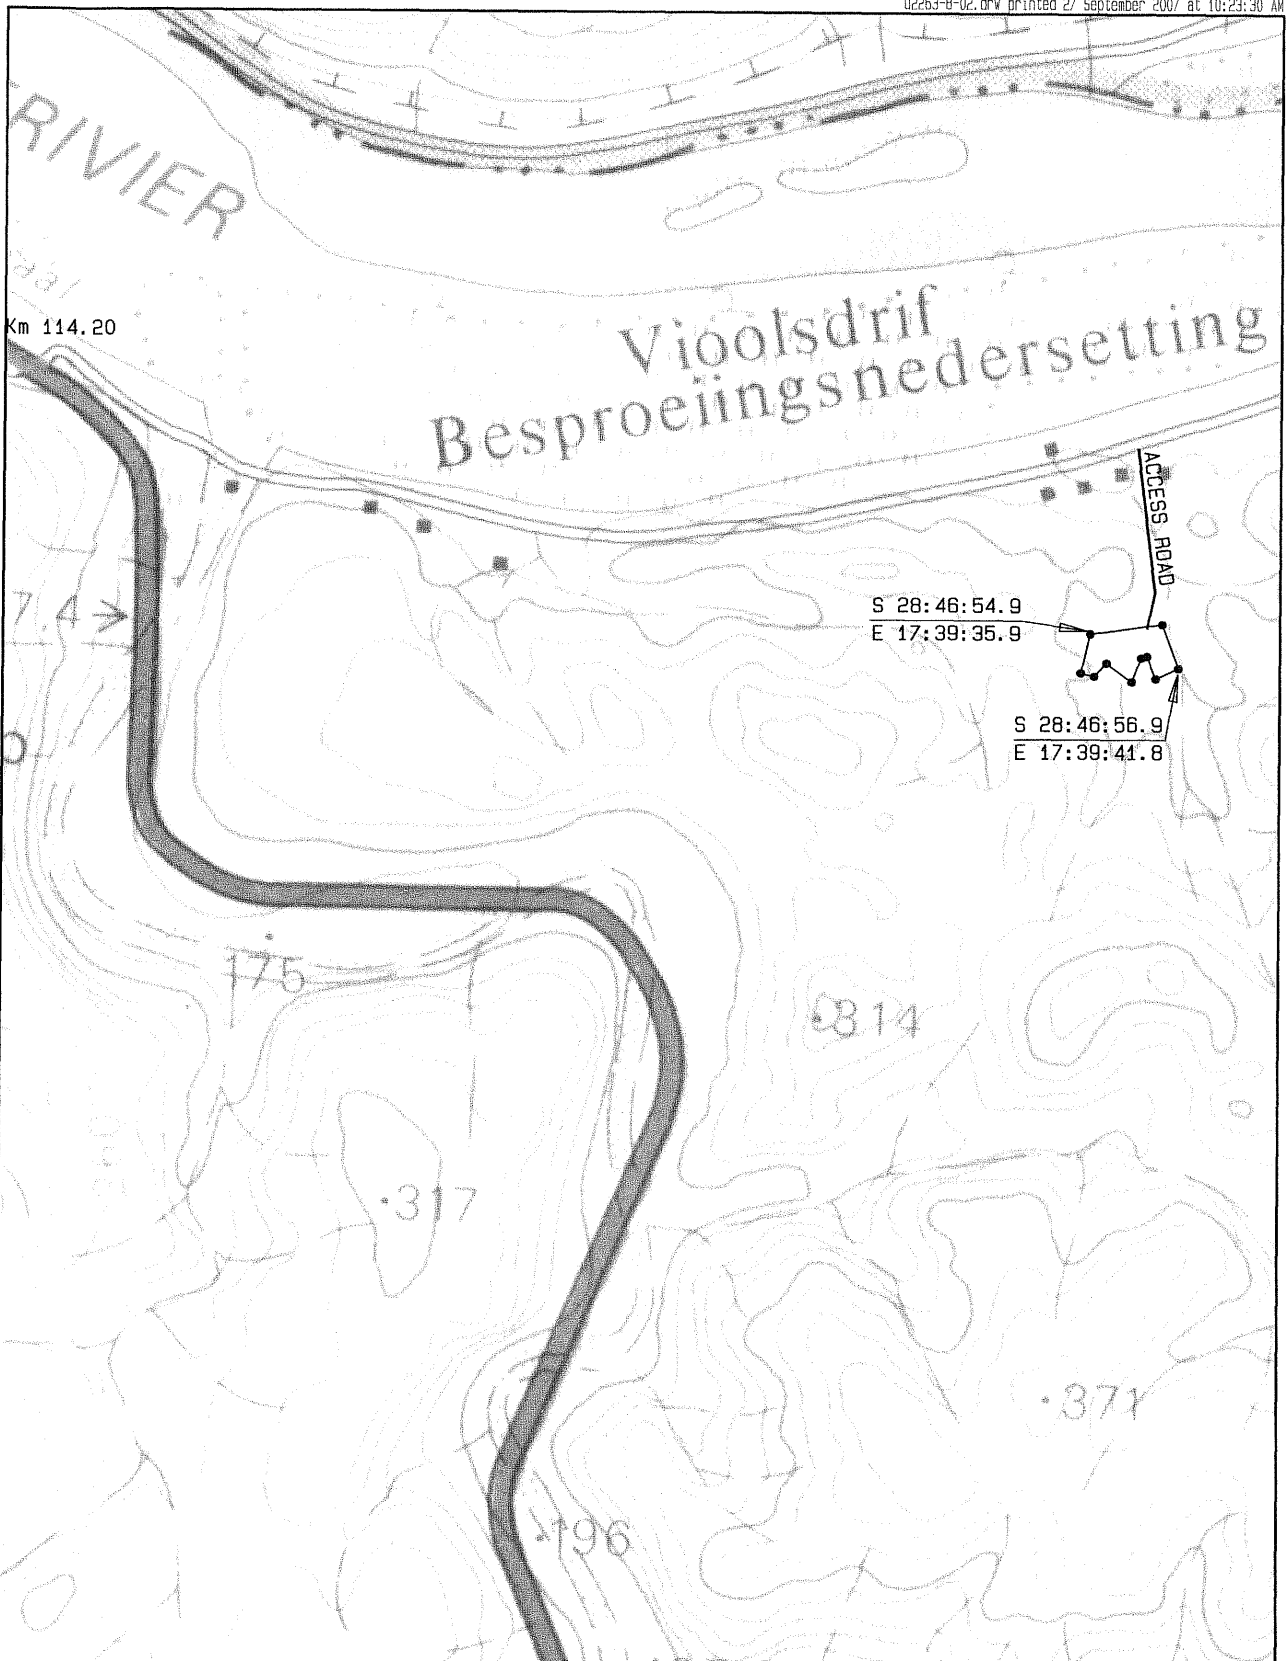 02253-B-02.drw printed 27 September 2007 at 10:23:30 AM
RIVIER
aal
Km 114.20
Vioolsdrif
Besproeiingsnedersetting
ACCESS ROAD
7.4
S 28:46:54.9
E 17:39:35.9
S 28:46:56.9
E 17:39:41.8
175
314
317
371
196